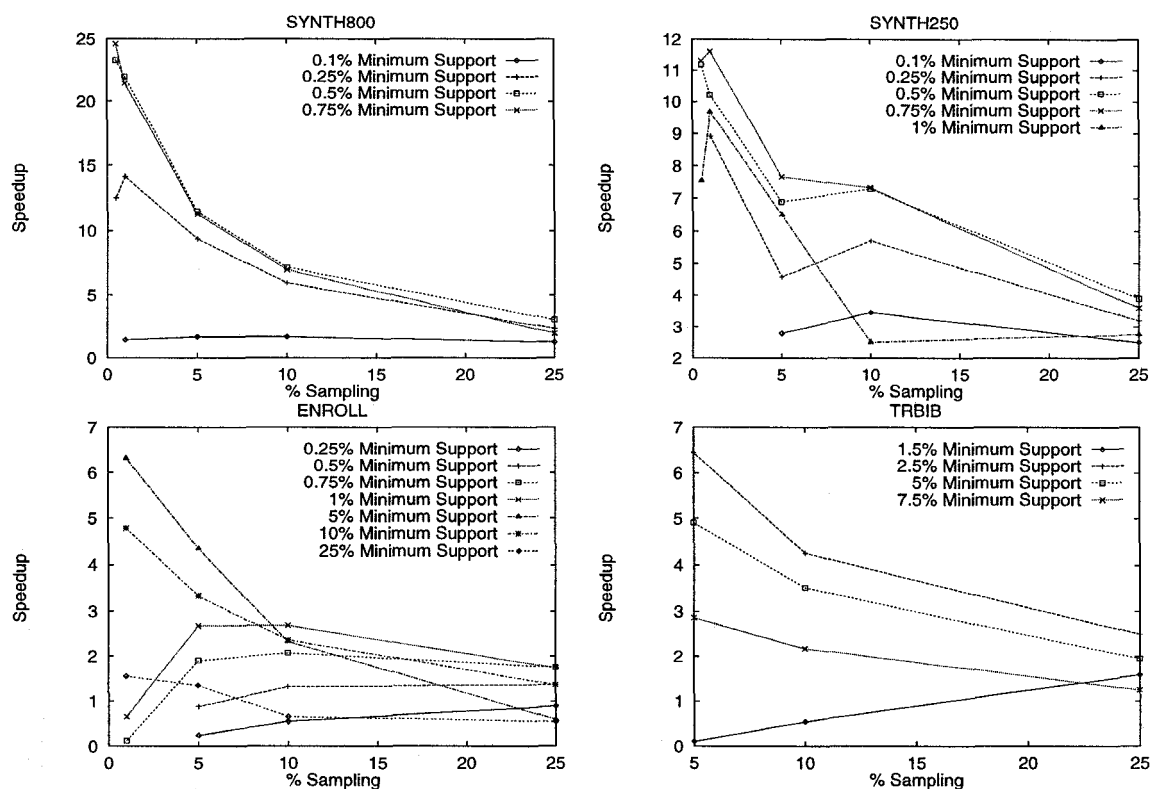 SYNTH800
25
20
15
10
5
0
Speedup
0.1% Minimum Support
0.25% Minimum Support
0.5% Minimum Support
0.75% Minimum Support
0 5 10 15 20 25
% Sampling
SYNTH250
12
11
10
9
8
7
6
5
4
3
2
Speedup
0.1% Minimum Support
0.25% Minimum Support
0.5% Minimum Support
0.75% Minimum Support
1% Minimum Support
0 5 10 15 20 25
% Sampling
ENROLL
7
6
5
4
3
2
1
0
Speedup
0.25% Minimum Support
0.5% Minimum Support
0.75% Minimum Support
1% Minimum Support
5% Minimum Support
10% Minimum Support
25% Minimum Support
0 5 10 15 20 25
% Sampling
TRBIB
7
6
5
4
3
2
1
0
Speedup
1.5% Minimum Support
2.5% Minimum Support
5% Minimum Support
7.5% Minimum Support
5 10 15 20 25
% Sampling